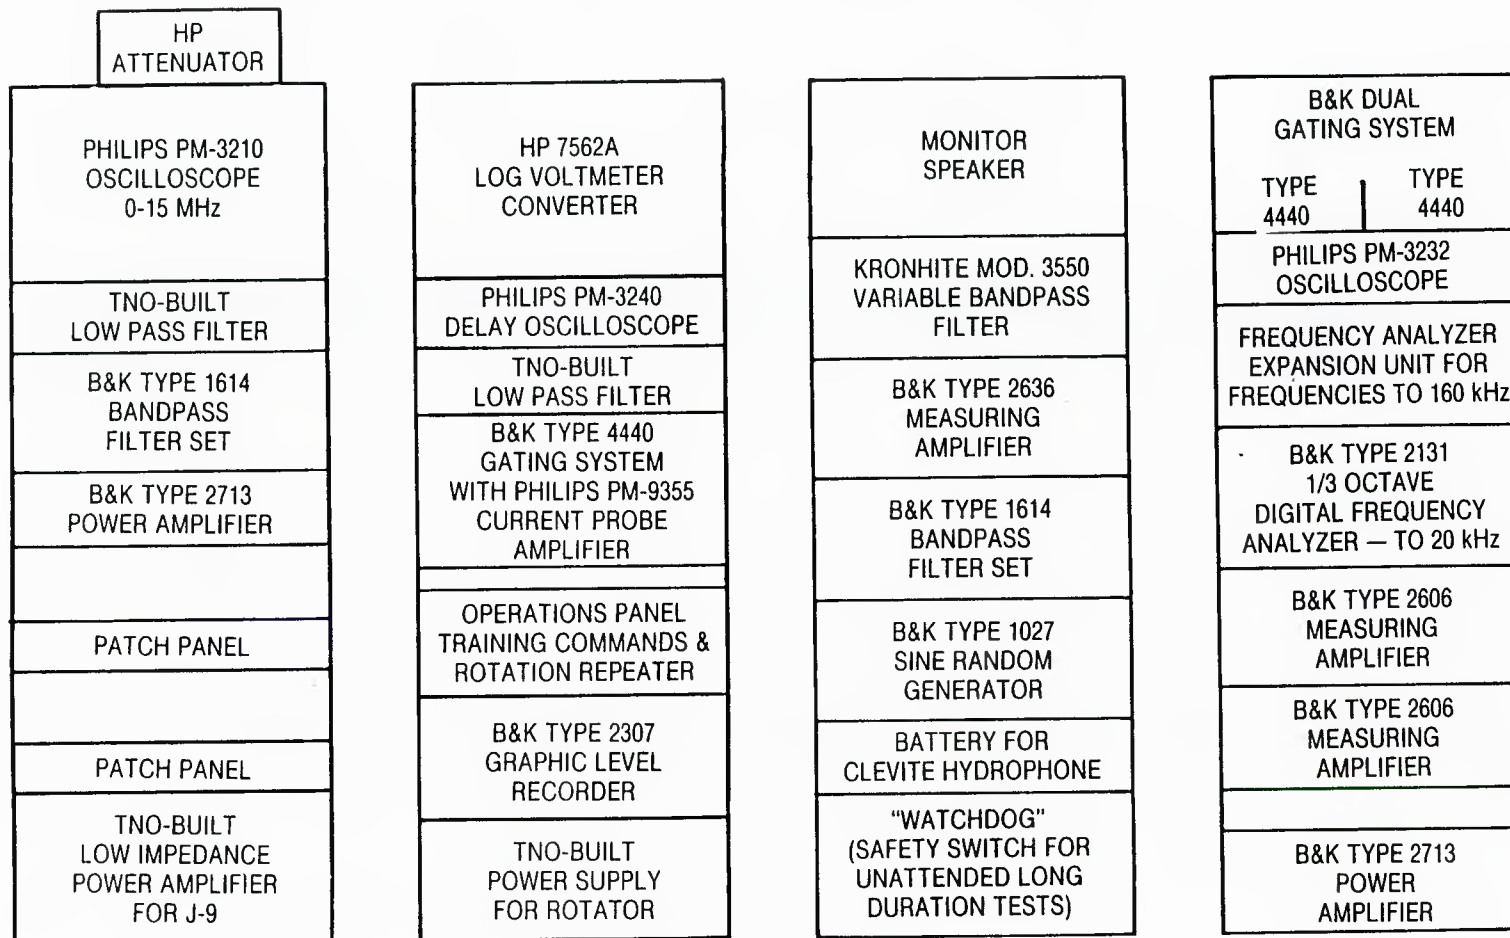 HP
ATTENUATOR
PHILIPS PM-3210
OSCILLOSCOPE
0-15 MHz
TNO-BUILT
LOW PASS FILTER
B&K TYPE 1614
BANDPASS
FILTER SET
B&K TYPE 2713
POWER AMPLIFIER
PATCH PANEL
PATCH PANEL
TNO-BUILT
LOW IMPEDANCE
POWER AMPLIFIER
FOR J-9
HP 7562A
LOG VOLTMETER
CONVERTER
PHILIPS PM-3240
DELAY OSCILLOSCOPE
TNO-BUILT
LOW PASS FILTER
B&K TYPE 4440
GATING SYSTEM
WITH PHILIPS PM-9355
CURRENT PROBE
AMPLIFIER
OPERATIONS PANEL
TRAINING COMMANDS &
ROTATION REPEATER
B&K TYPE 2307
GRAPHIC LEVEL
RECORDER
TNO-BUILT
POWER SUPPLY
FOR ROTATOR
MONITOR
SPEAKER
KRONHITE MOD. 3550
VARIABLE BANDPASS
FILTER
B&K TYPE 2636
MEASURING
AMPLIFIER
B&K TYPE 1614
BANDPASS
FILTER SET
B&K TYPE 1027
SINE RANDOM
GENERATOR
BATTERY FOR
CLEVITE HYDROPHONE
"WATCHDOG"
(SAFETY SWITCH FOR
UNATTENDED LONG
DURATION TESTS)
B&K DUAL
GATING SYSTEM
TYPE
4440
TYPE
4440
PHILIPS PM-3232
OSCILLOSCOPE
FREQUENCY ANALYZER
EXPANSION UNIT FOR
FREQUENCIES TO 160 kHz
B&K TYPE 2131
1/3 OCTAVE
DIGITAL FREQUENCY
ANALYZER — TO 20 kHz
B&K TYPE 2606
MEASURING
AMPLIFIER
B&K TYPE 2606
MEASURING
AMPLIFIER
B&K TYPE 2713
POWER
AMPLIFIER